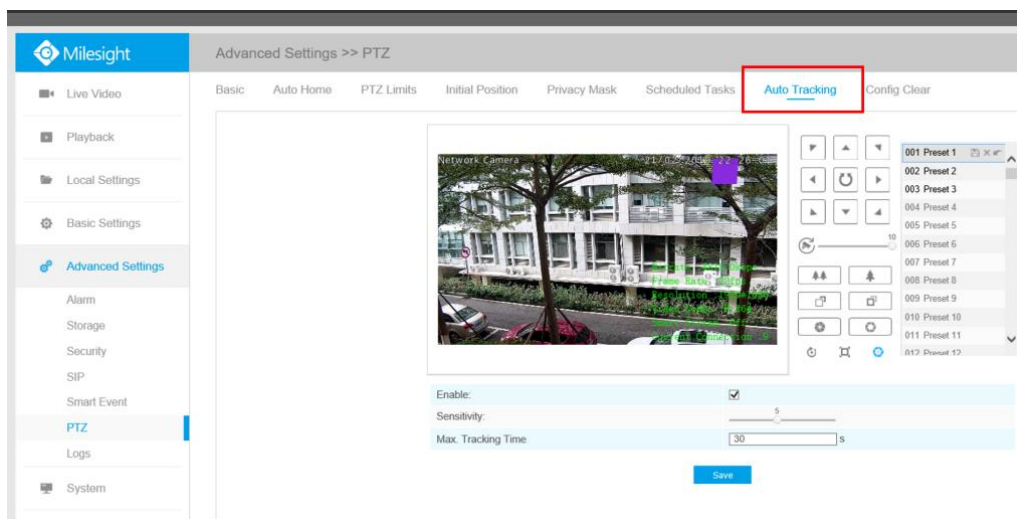 Milesight
Advanced Settings >> PTZ
Live Video
Playback
Local Settings
Basic Settings
Advanced Settings
Alarm
Storage
Security
SIP
Smart Event
PTZ
Logs
System
Basic Auto Home PTZ Limits Initial Position Privacy Mask Scheduled Tasks Auto Tracking Config Clear
Network Camera
10
001 Preset 1
002 Preset 2
003 Preset 3
004 Preset 4
005 Preset 5
006 Preset 6
007 Preset 7
008 Preset 8
009 Preset 9
010 Preset 10
011 Preset 11
012 Preset 12
Enable:
Sensitivity: 5
Max. Tracking Time 30 s
Save